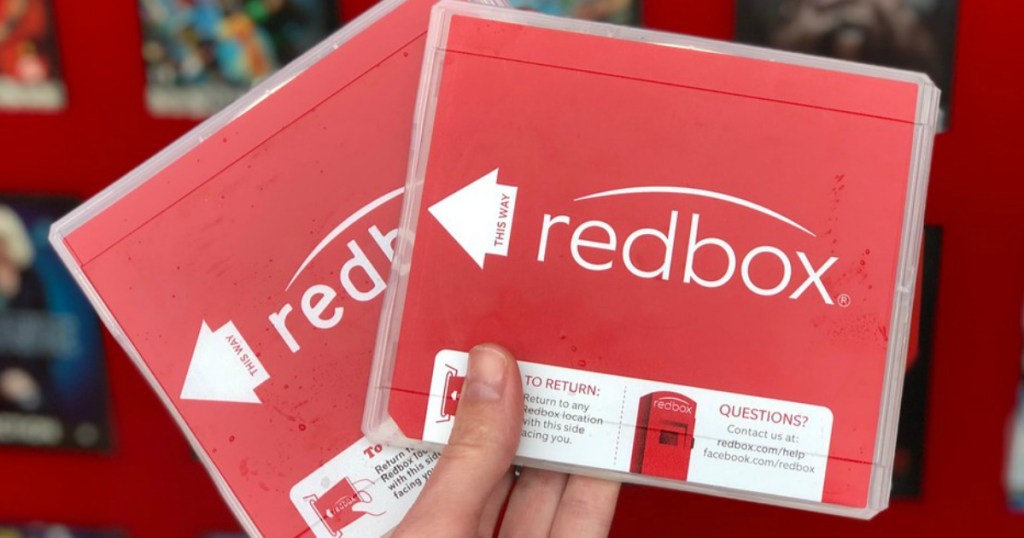 THIS WAY
redbox®
TO RETURN:
Return to any
Redbox location
with this side
facing you.
redbox
QUESTIONS?
Contact us at:
redbox.com/help
facebook.com/redbox
THIS WAY
redb
To
Return
Redbox loc
with this side
facing you